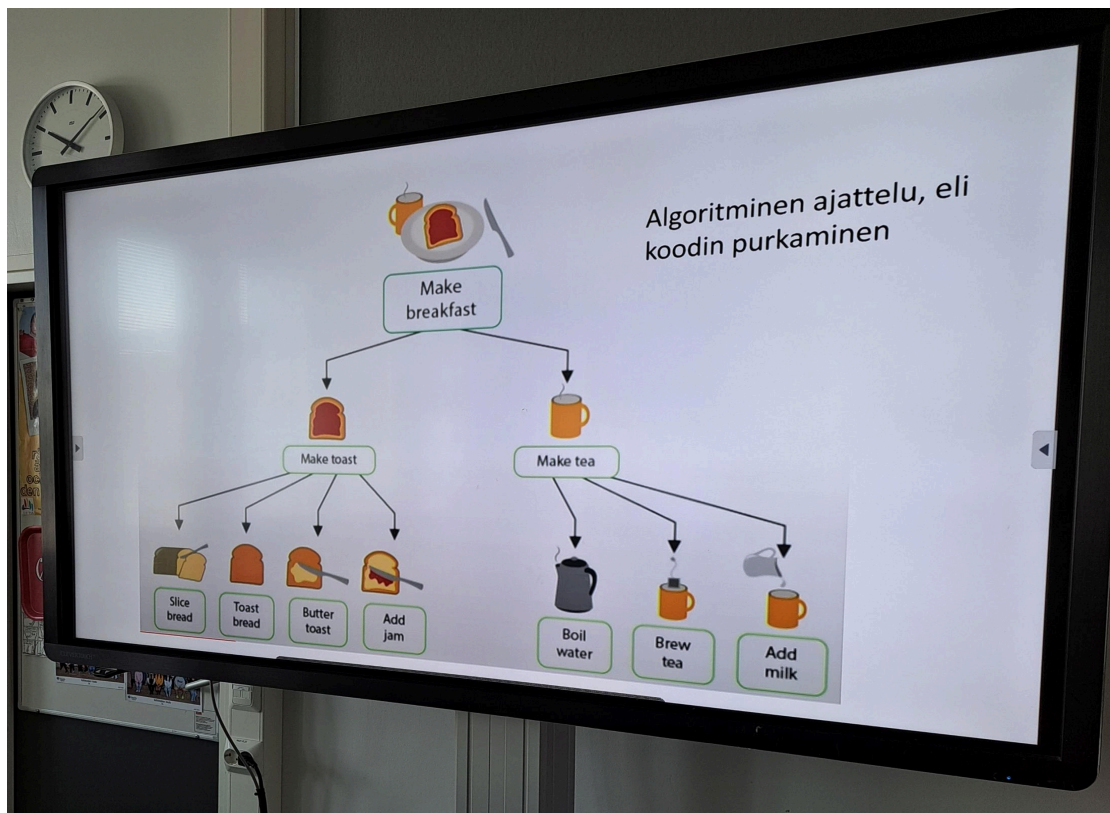 Algoritminen ajattelu, eli
koodin purkaminen
Make
breakfast
Make toast
Make tea
Slice
bread
Toast
bread
Butter
toast
Add
jam
Boil
water
Brew
tea
Add
milk